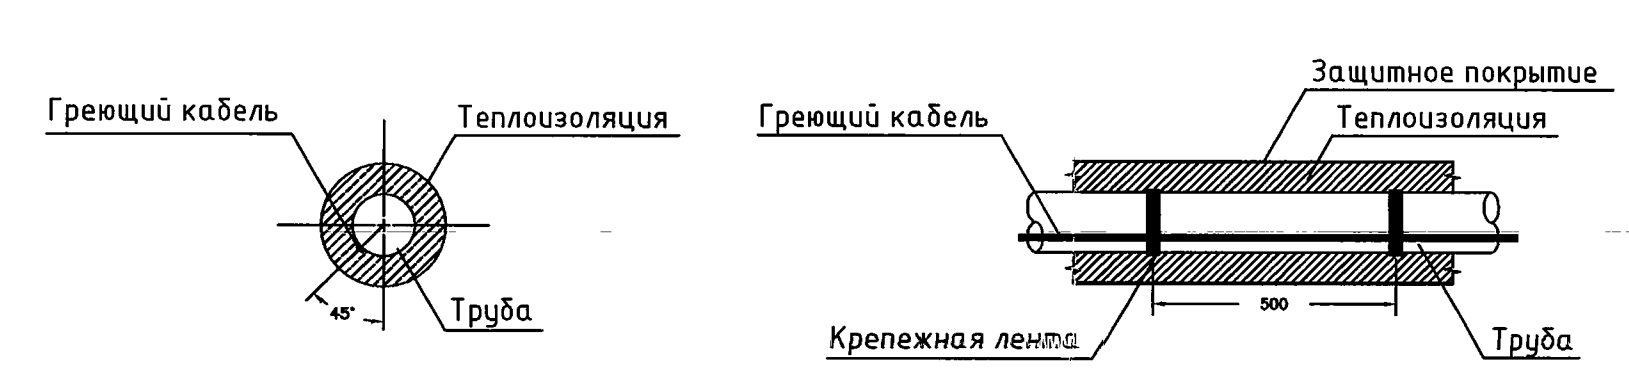 Греющий кабель
Теплоизоляция
45°
Труба
Защитное покрытие
Греющий кабель
Теплоизоляция
500
Крепежная лента
Труба